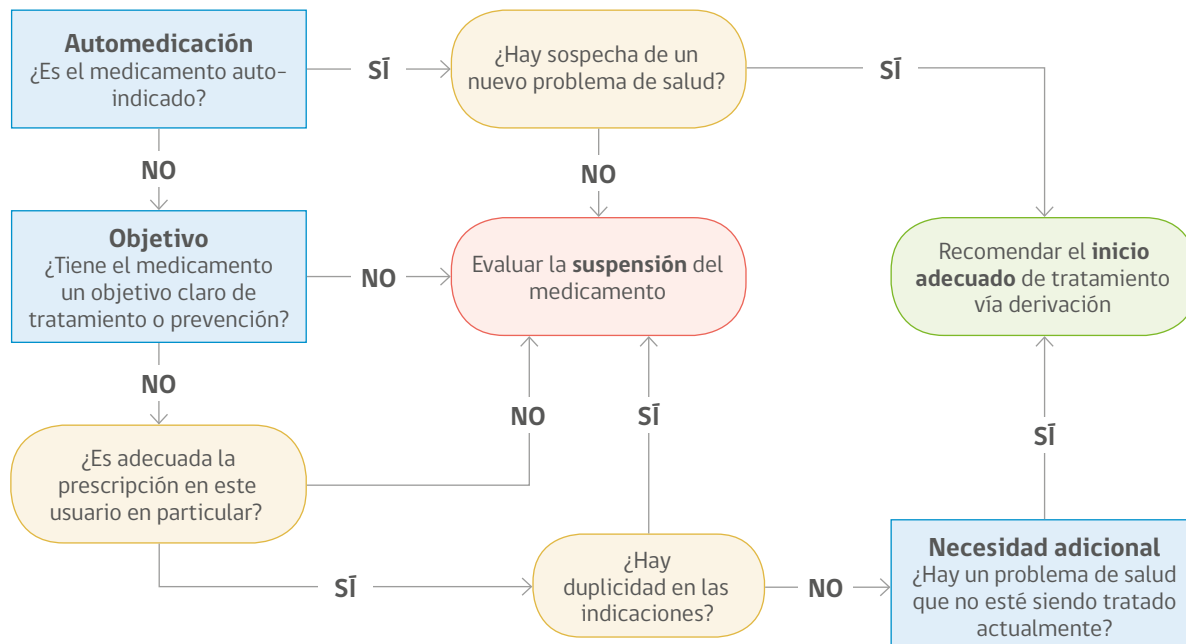 Automedicación
¿Es el medicamento auto-
indicado?
SÍ
¿Hay sospecha de un
nuevo problema de salud?
SÍ
NO
NO
Objetivo
¿Tiene el medicamento
un objetivo claro de
tratamiento o prevención?
NO
Evaluar la suspensión del
medicamento
Recomendar el inicio
adecuado de tratamiento
vía derivación
NO
NO
SÍ
SÍ
¿Es adecuada la
prescripción en este
usuario en particular?
SÍ
¿Hay
duplicidad en las
indicaciones?
NO
Necesidad adicional
¿Hay un problema de salud
que no esté siendo tratado
actualmente?